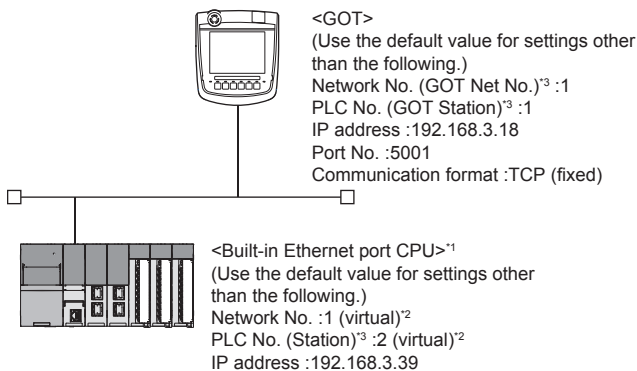 <GOT>
(Use the default value for settings other
than the following.)
Network No. (GOT Net No.)*3 :1
PLC No. (GOT Station)*3 :1
IP address :192.168.3.18
Port No. :5001
Communication format :TCP (fixed)
<Built-in Ethernet port CPU>*1
(Use the default value for settings other
than the following.)
Network No. :1 (virtual)*2
PLC No. (Station)*3 :2 (virtual)*2
IP address :192.168.3.39